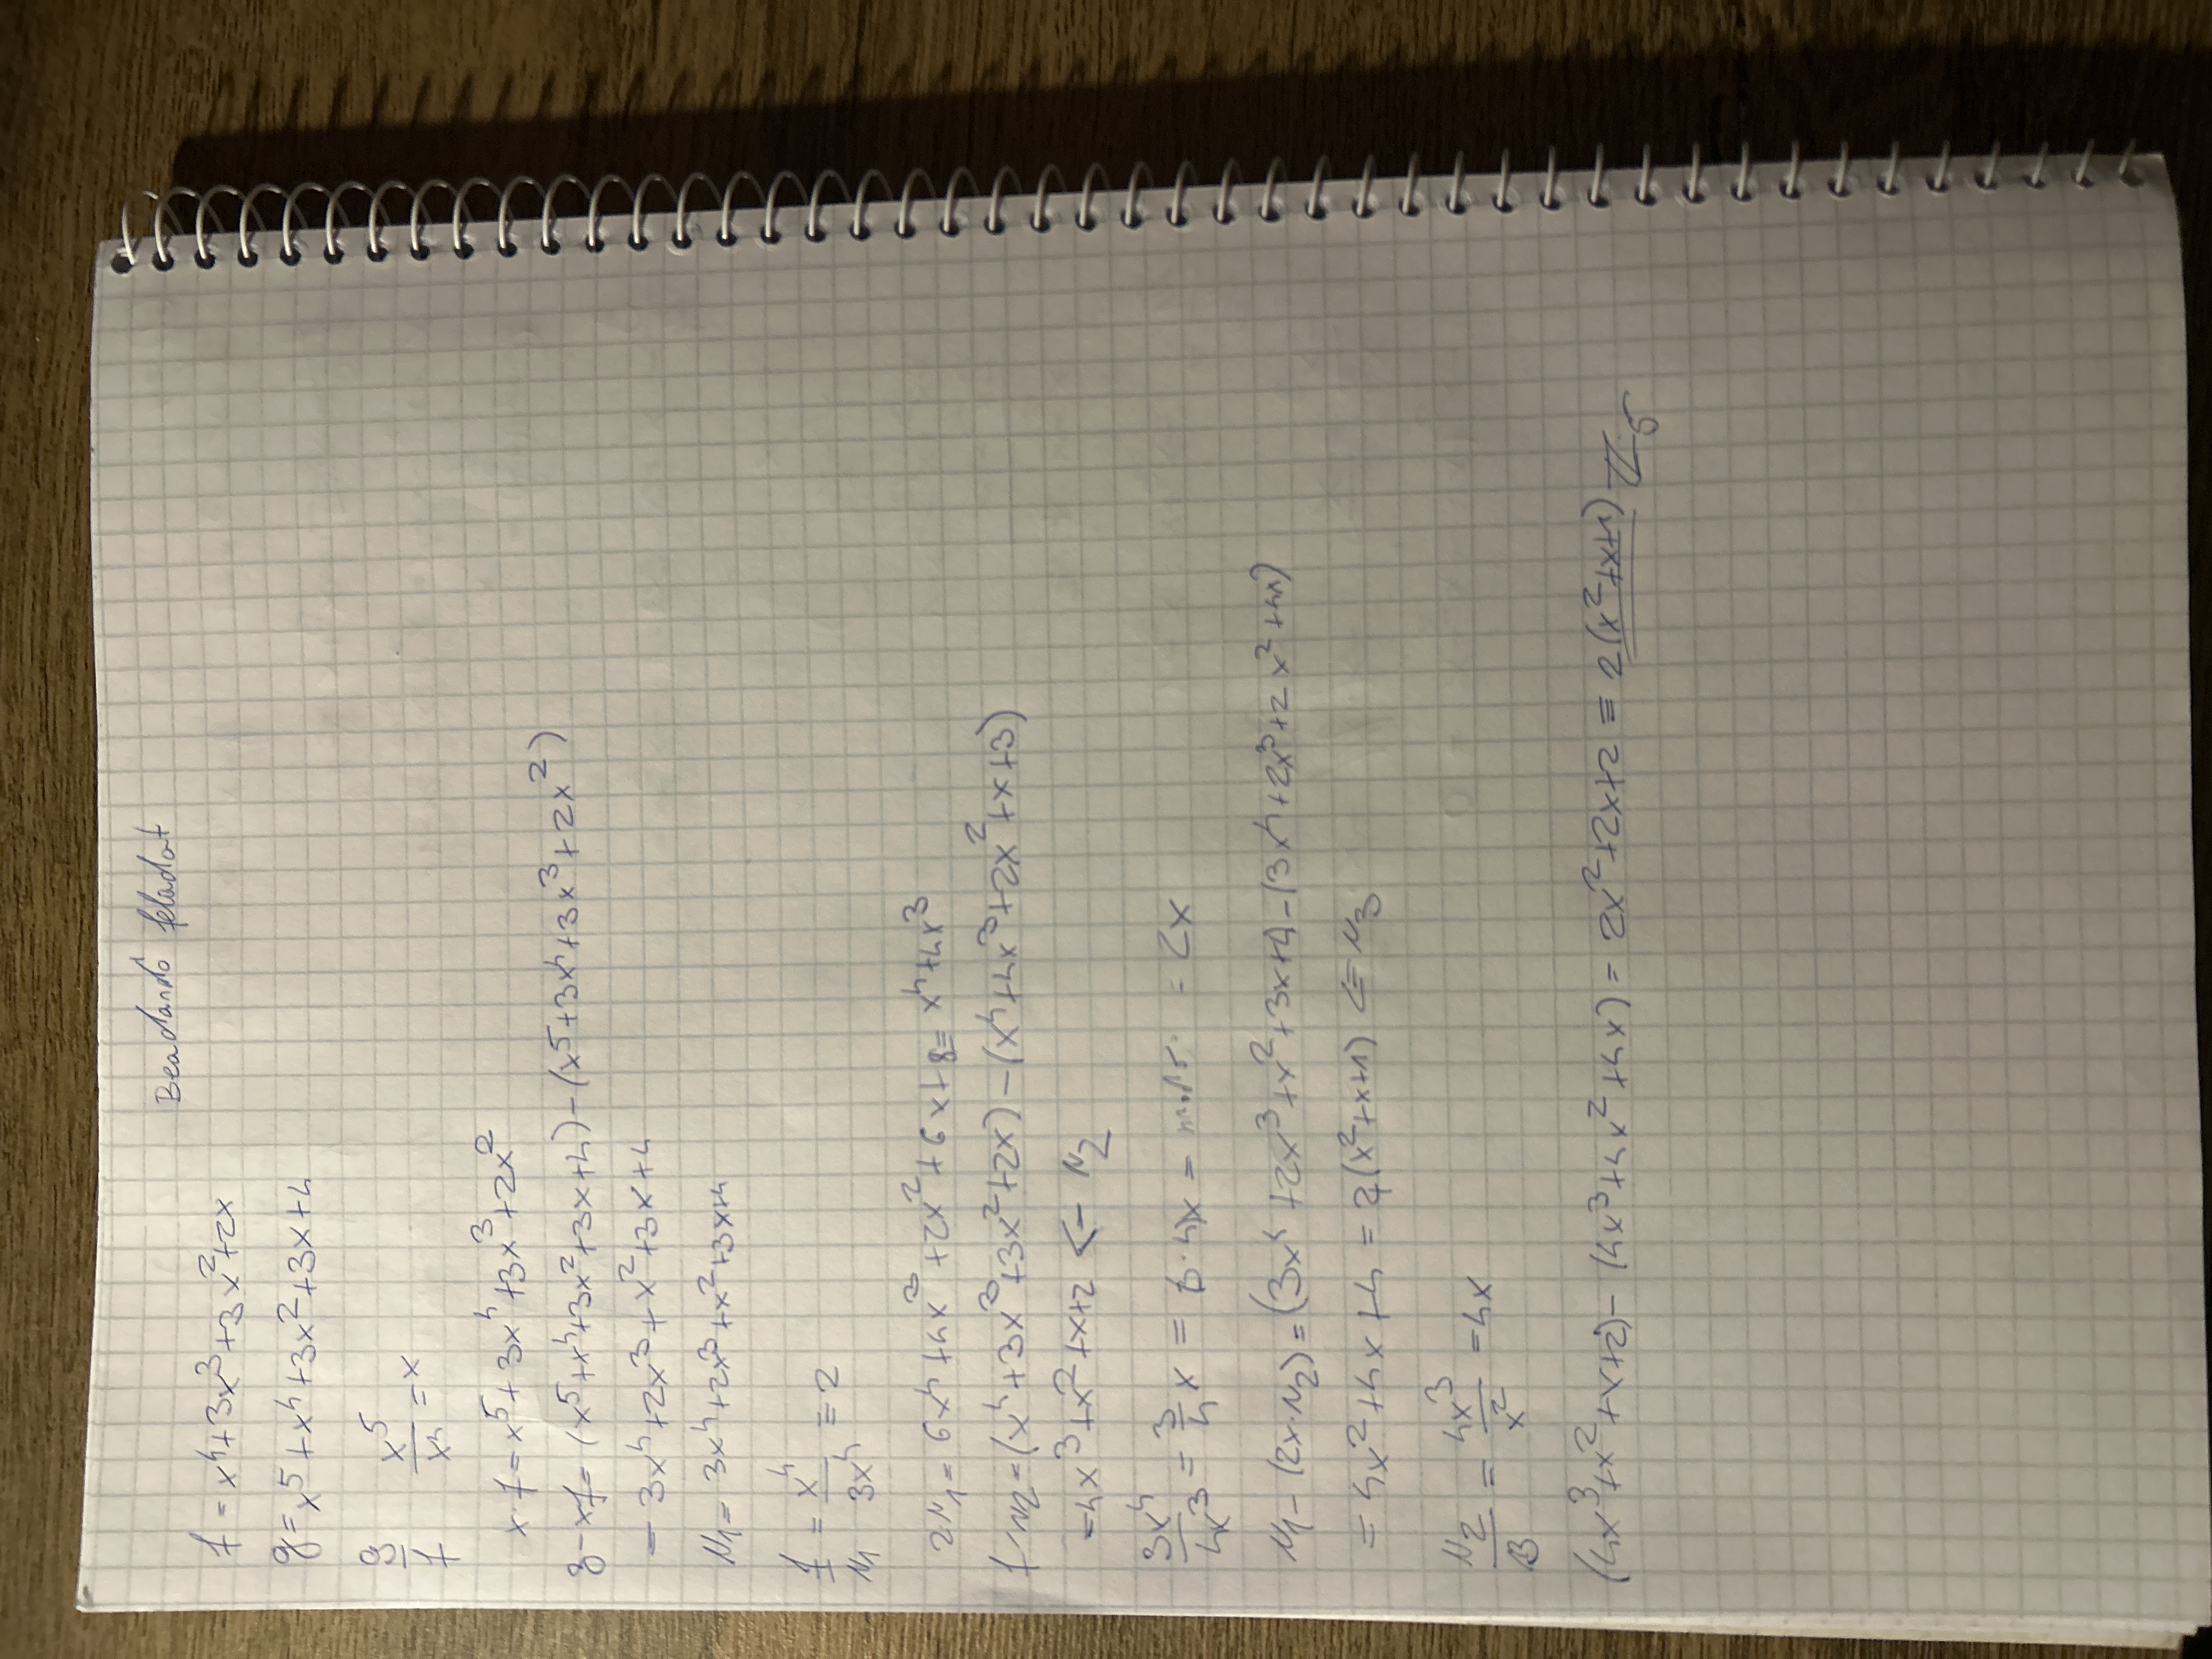 Beadandó feladat
f = x⁴+3x³+3x²+2x
g = x⁵+x⁴+3x²+3x+4
g/f x⁵/x⁴ = x
x·f = x⁵+3x⁴+3x³+2x²
g-xf = (x⁵+x⁴+3x²+3x+4)-(x⁵+3x⁴+3x³+2x²)
= 3x⁴+2x³+x²+3x+4
r₁ = 3x⁴+2x³+x²+3x+4
f/r₁ = x⁴/3x⁴ ≡ 2
2r₁ = 6x⁴+4x³+2x²+6x+8 ≡ x⁴+4x³
f-r₂ = (x⁴+3x³+3x²+2x)-(x⁴+4x³+2x²+x+3)
=4x³+x²+x+2 <- r₂
3x⁴/4x³ = 3/4 x = 3·4x = mod5 = 2x
r₁-(2x·r₂) = (3x⁴+2x³+x²+3x+4)-(3x⁴+2x³+2x²+4x)
= 4x²+4x+4 = 4(x²+x+1) <= r₃
r₂/r₃ = 4x³/x² = 4x
(4x³+x²+x+2)-(4x³+4x²+4x) = 2x²+2x+2 ≡ 2(x²+x+1) ℤ₅